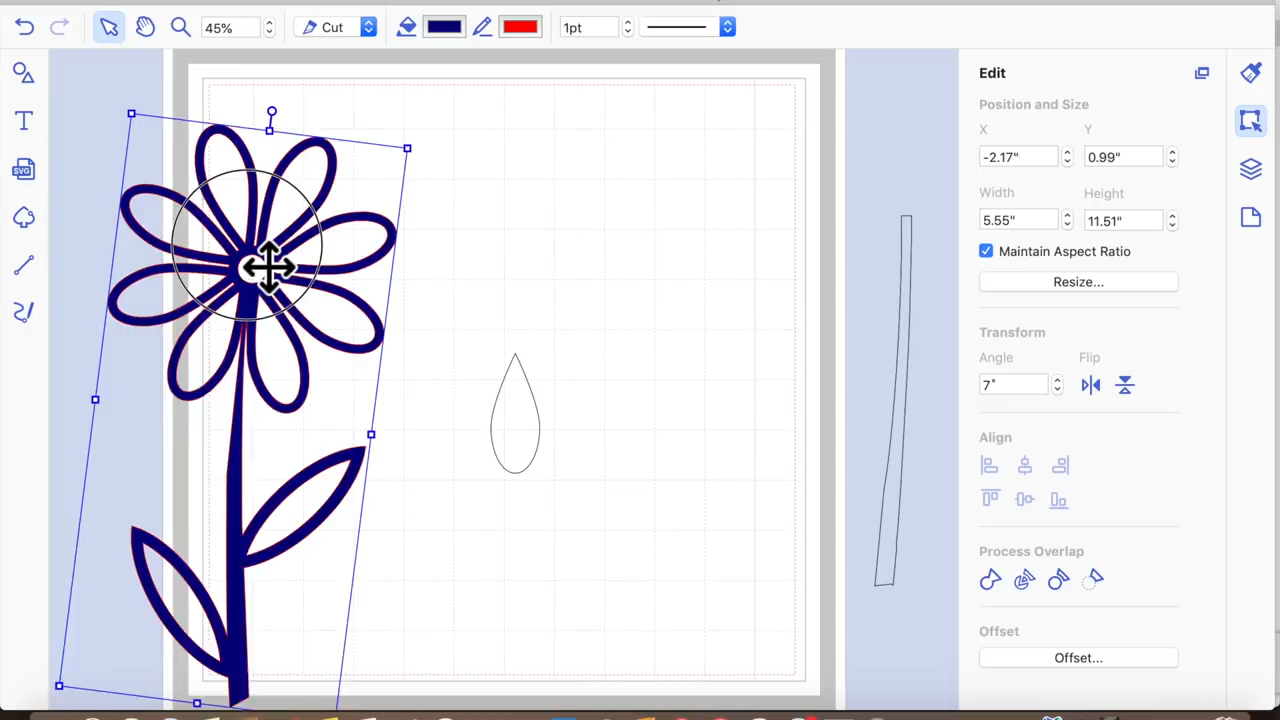 45%
Cut
1pt
SVG
Edit
Position and Size
X
Y
-2.17"
0.99"
Width
Height
5.55"
11.51"
Maintain Aspect Ratio
Resize...
Transform
Angle
Flip
7°
Align
Process Overlap
Offset
Offset...